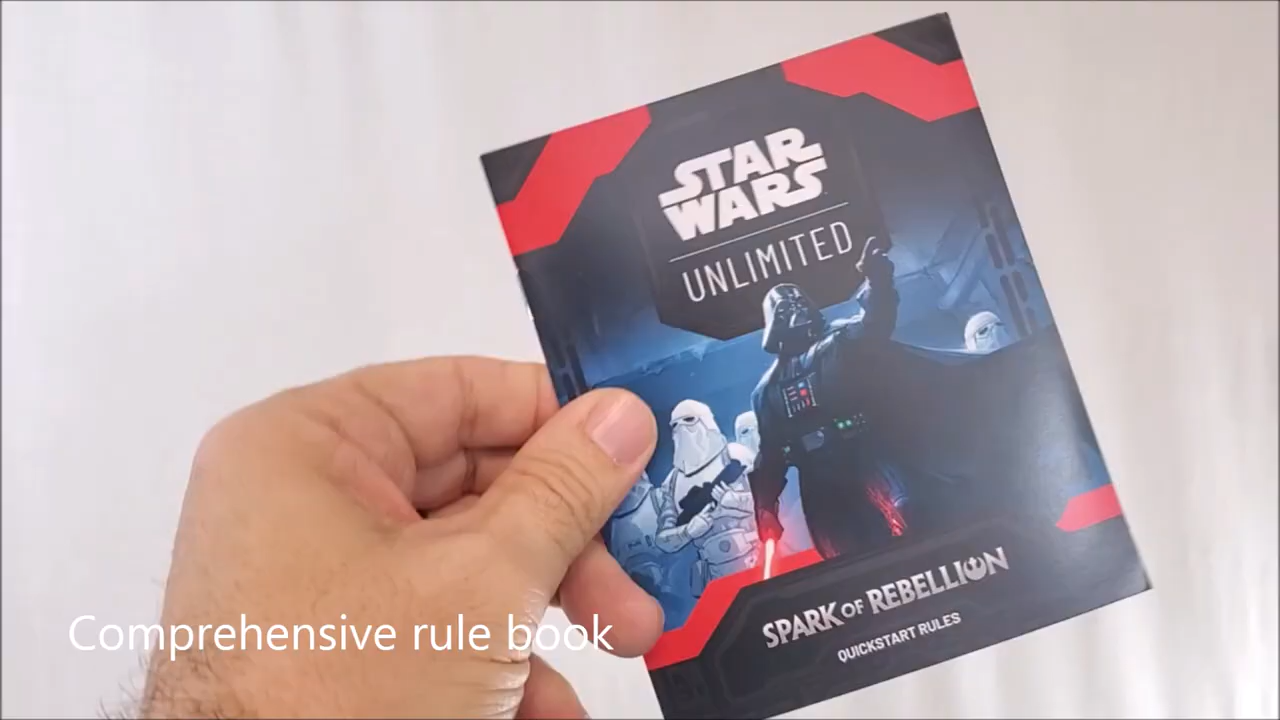 STAR
WARS
UNLIMITED
SPARK OF REBELLION
QUICKSTART RULES
Comprehensive rule book